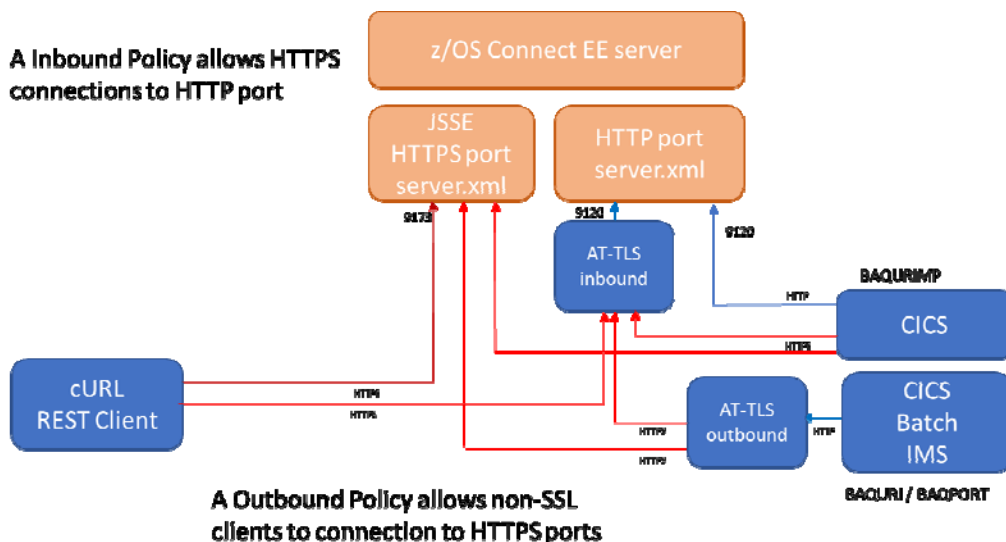 z/OS Connect EE server
A Inbound Policy allows HTTPS
connections to HTTP port
JSSE
HTTPS port
server.xml
HTTP port
server.xml
9173
9120
9120
AT-TLS
inbound
BAQURIMP
HTTP
CICS
HTTPS
cURL
REST Client
HTTPS
HTTPS
HTTPS
HTTPS
AT-TLS
outbound
HTTP
CICS
Batch
IMS
BAQURI / BAQPORT
A Outbound Policy allows non-SSL
clients to connection to HTTPS ports